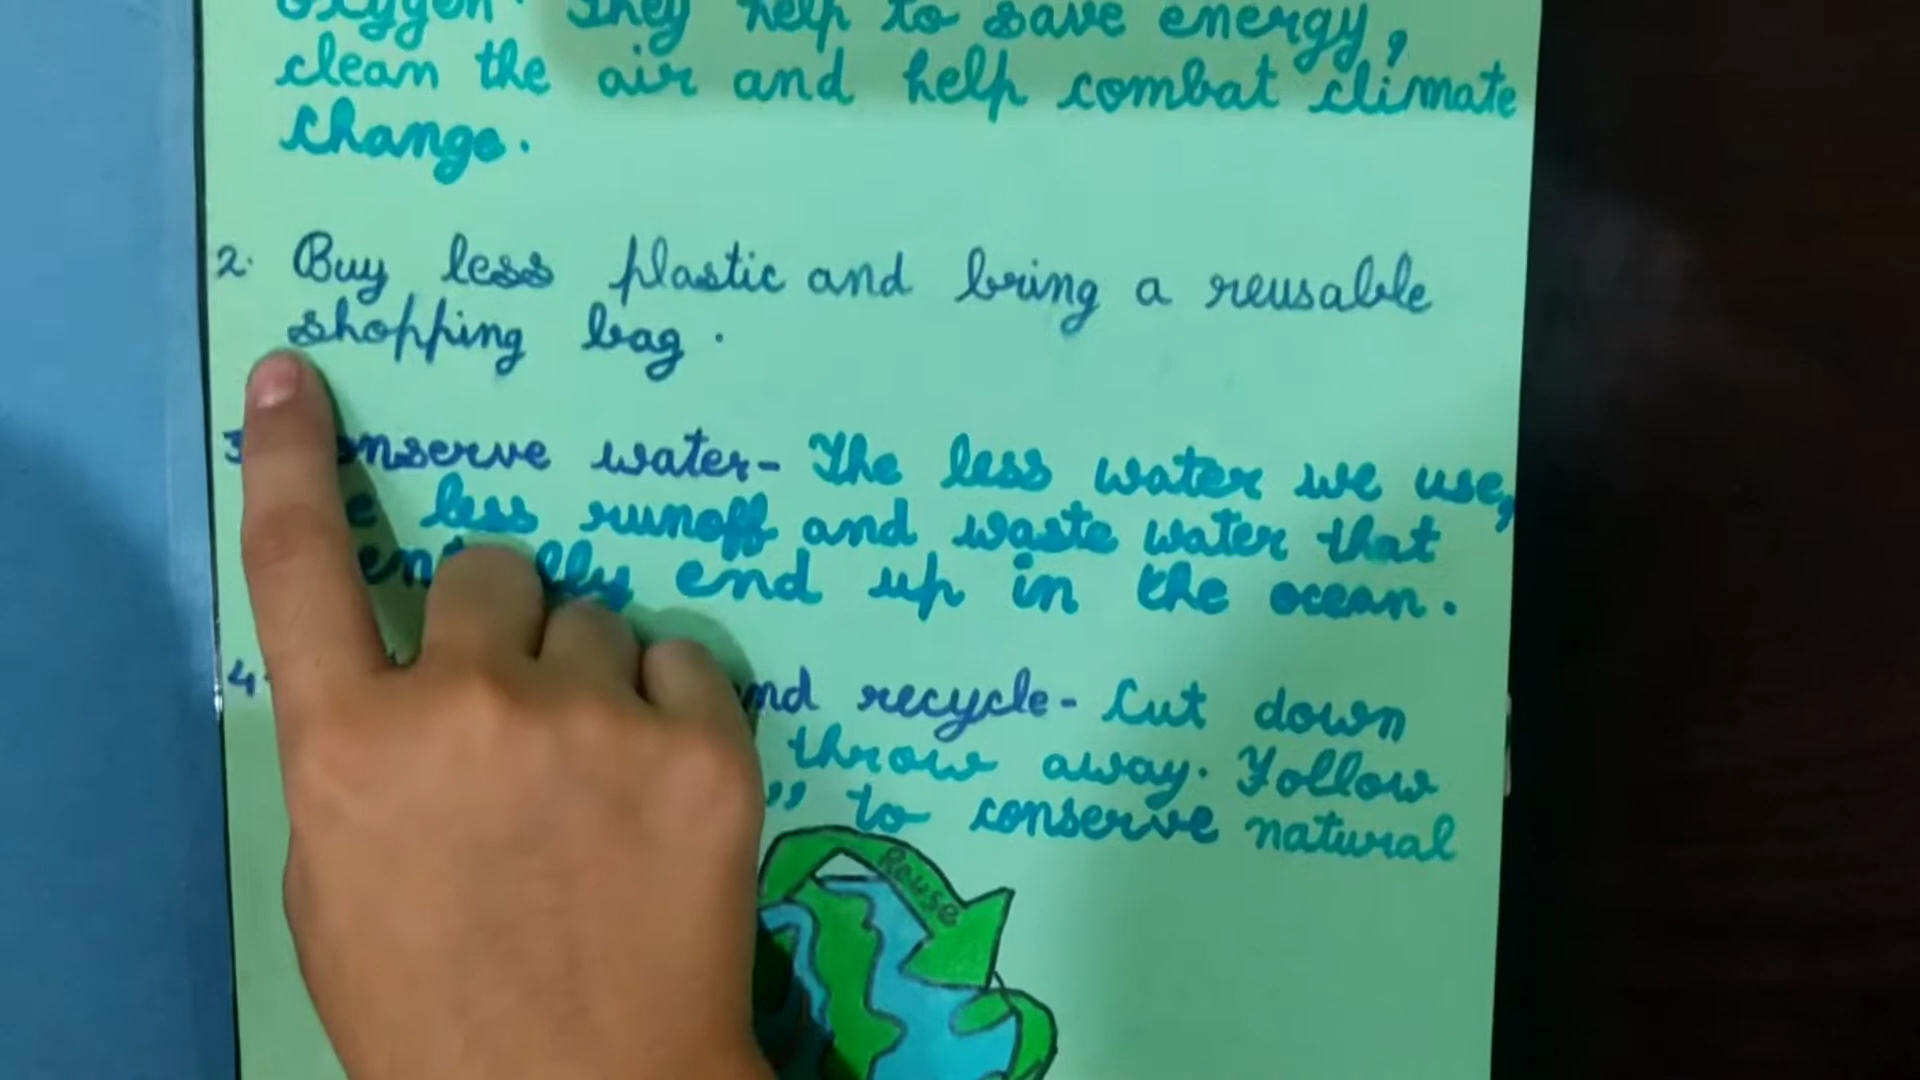 oxygen. They help to save energy,
clean the air and help combat climate
change.
2. Buy less plastic and bring a reusable
shopping bag.
3 onserve water- The less water we use,
e less runoff and waste water that
end up in the ocean.
4. nd recycle- Cut down
throw away. Follow
" to conserve natural
Reuse